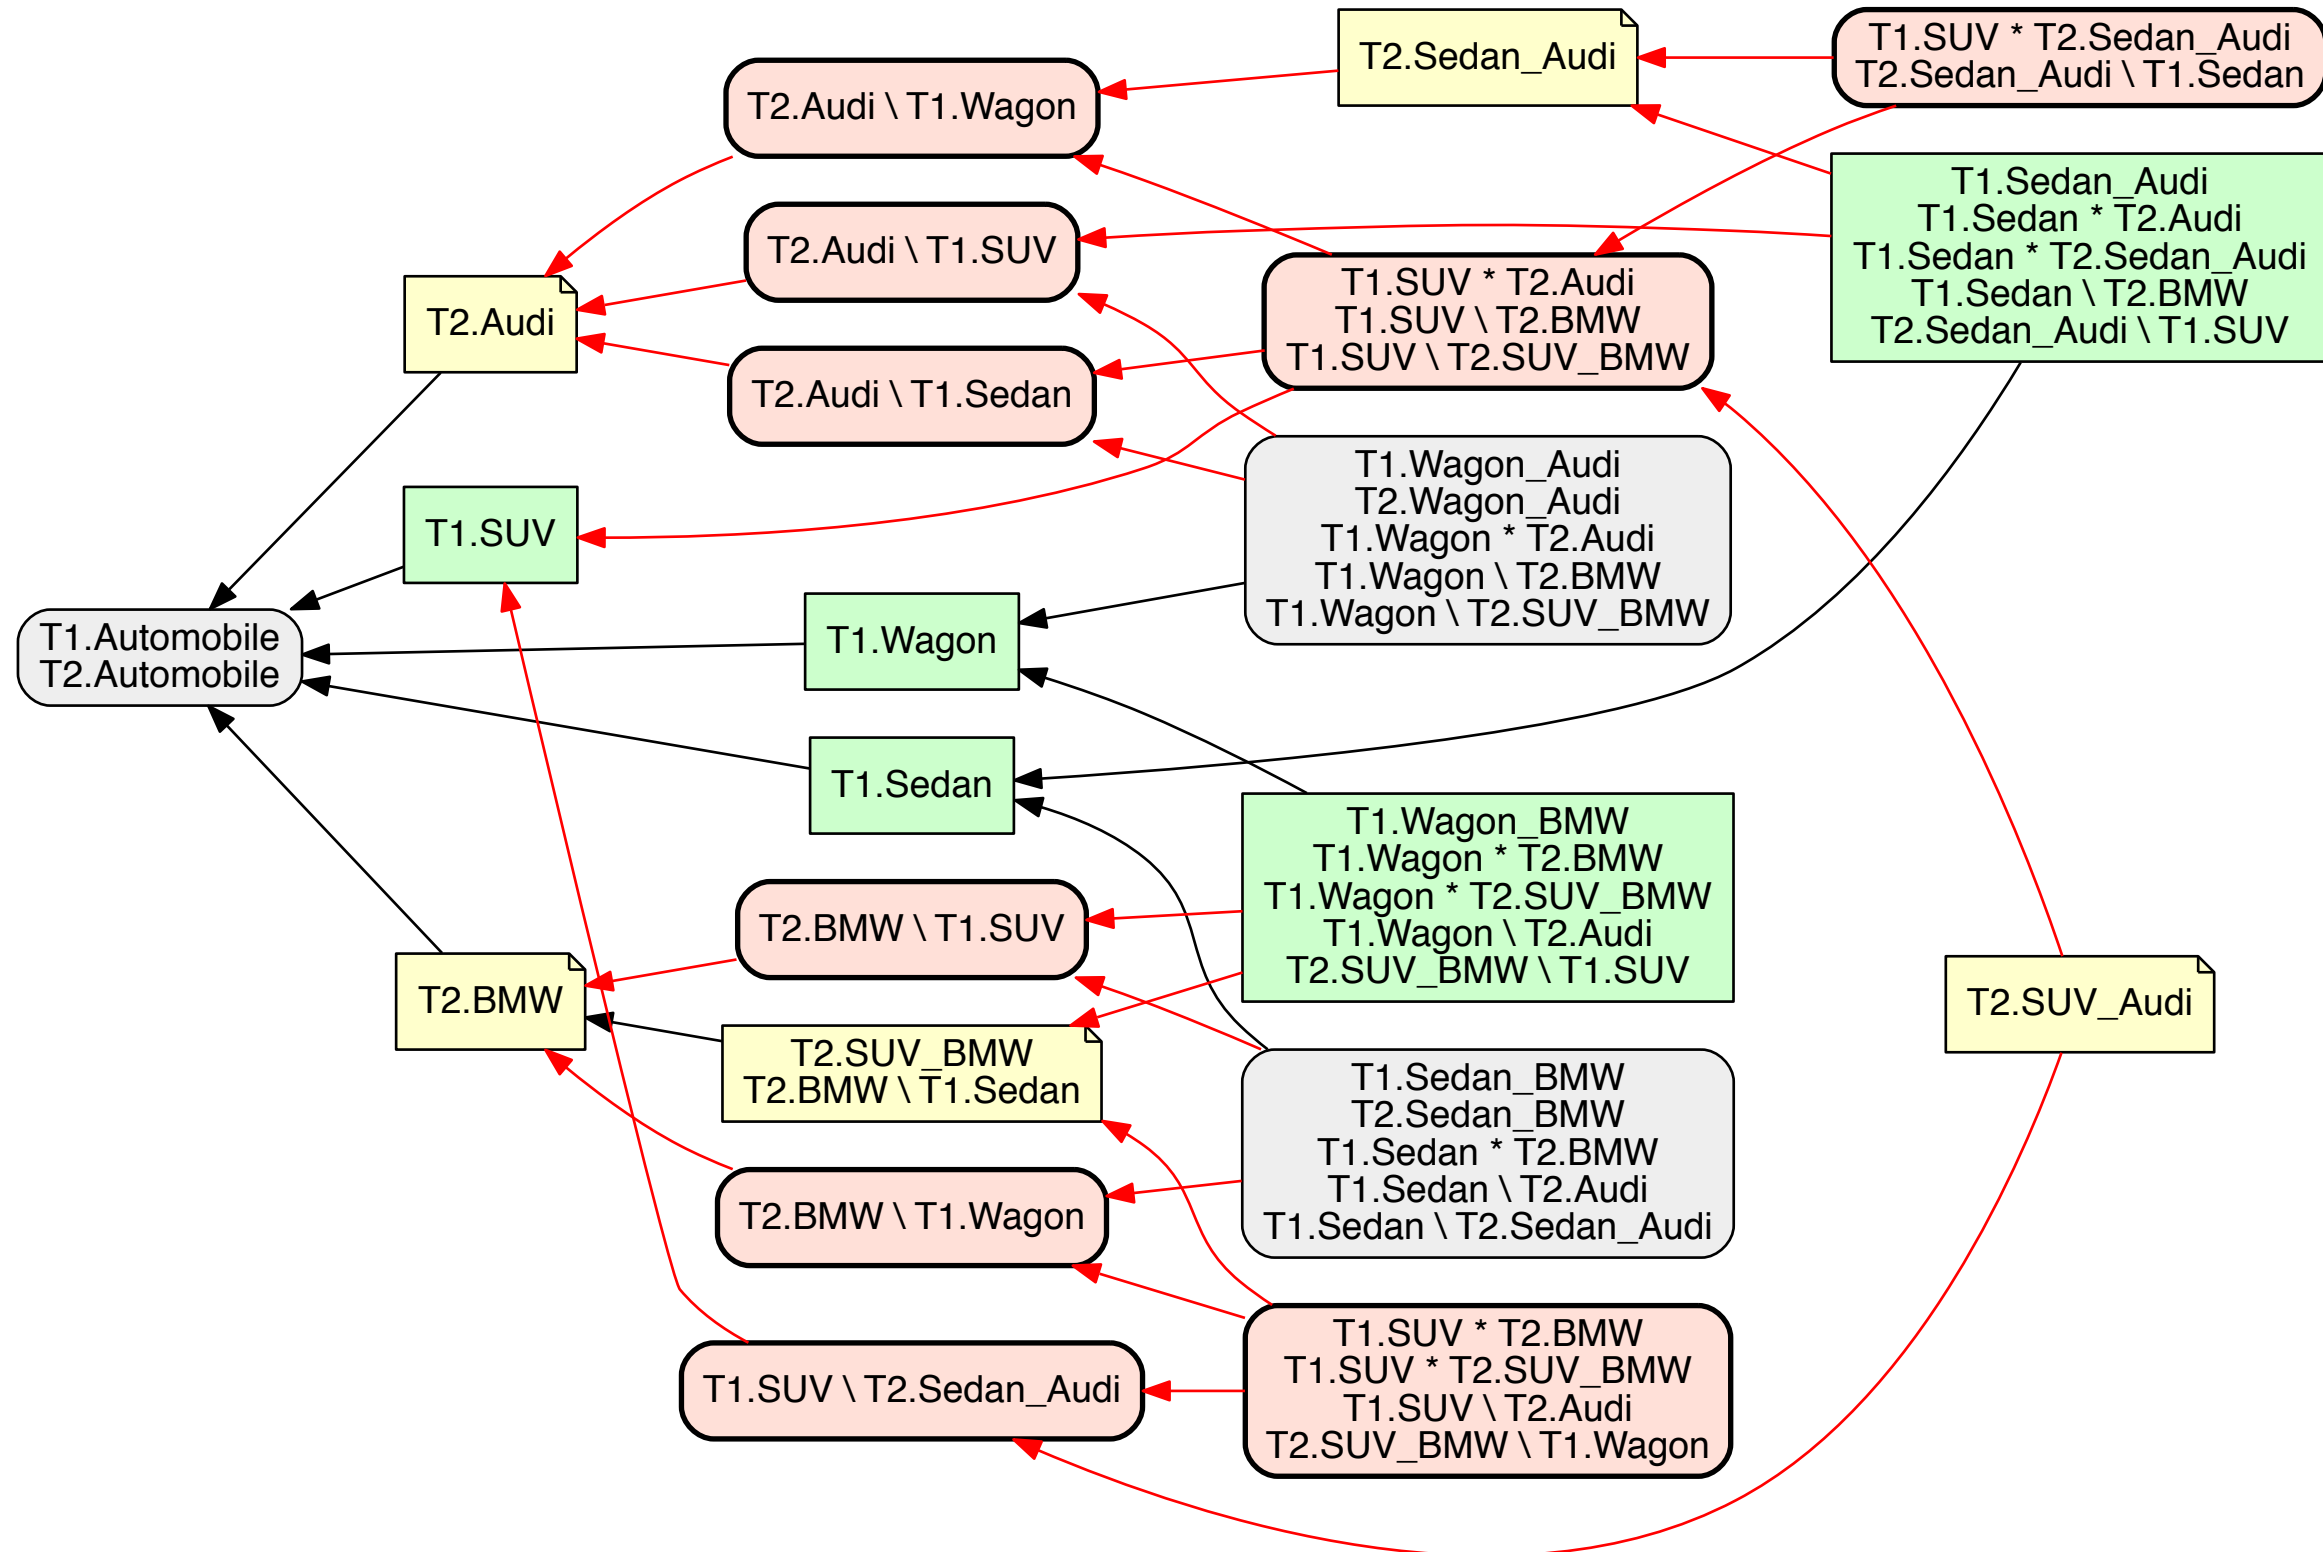 T2.Sedan_Audi
T1.SUV * T2.Sedan_Audi
T2.Sedan_Audi \ T1.Sedan
T2.Audi \ T1.Wagon
T1.Sedan_Audi
T1.Sedan * T2.Audi
T1.Sedan * T2.Sedan_Audi
T1.Sedan \ T2.BMW
T2.Sedan_Audi \ T1.SUV
T2.Audi \ T1.SUV
T1.SUV * T2.Audi
T1.SUV \ T2.BMW
T1.SUV \ T2.SUV_BMW
T2.Audi
T2.Audi \ T1.Sedan
T1.Wagon_Audi
T2.Wagon_Audi
T1.Wagon * T2.Audi
T1.Wagon \ T2.BMW
T1.Wagon \ T2.SUV_BMW
T1.SUV
T1.Automobile
T2.Automobile
T1.Wagon
T1.Sedan
T1.Wagon_BMW
T1.Wagon * T2.BMW
T1.Wagon * T2.SUV_BMW
T1.Wagon \ T2.Audi
T2.SUV_BMW \ T1.SUV
T2.BMW \ T1.SUV
T2.BMW
T2.SUV_Audi
T2.SUV_BMW
T2.BMW \ T1.Sedan
T1.Sedan_BMW
T2.Sedan_BMW
T1.Sedan * T2.BMW
T1.Sedan \ T2.Audi
T1.Sedan \ T2.Sedan_Audi
T2.BMW \ T1.Wagon
T1.SUV \ T2.Sedan_Audi
T1.SUV * T2.BMW
T1.SUV * T2.SUV_BMW
T1.SUV \ T2.Audi
T2.SUV_BMW \ T1.Wagon